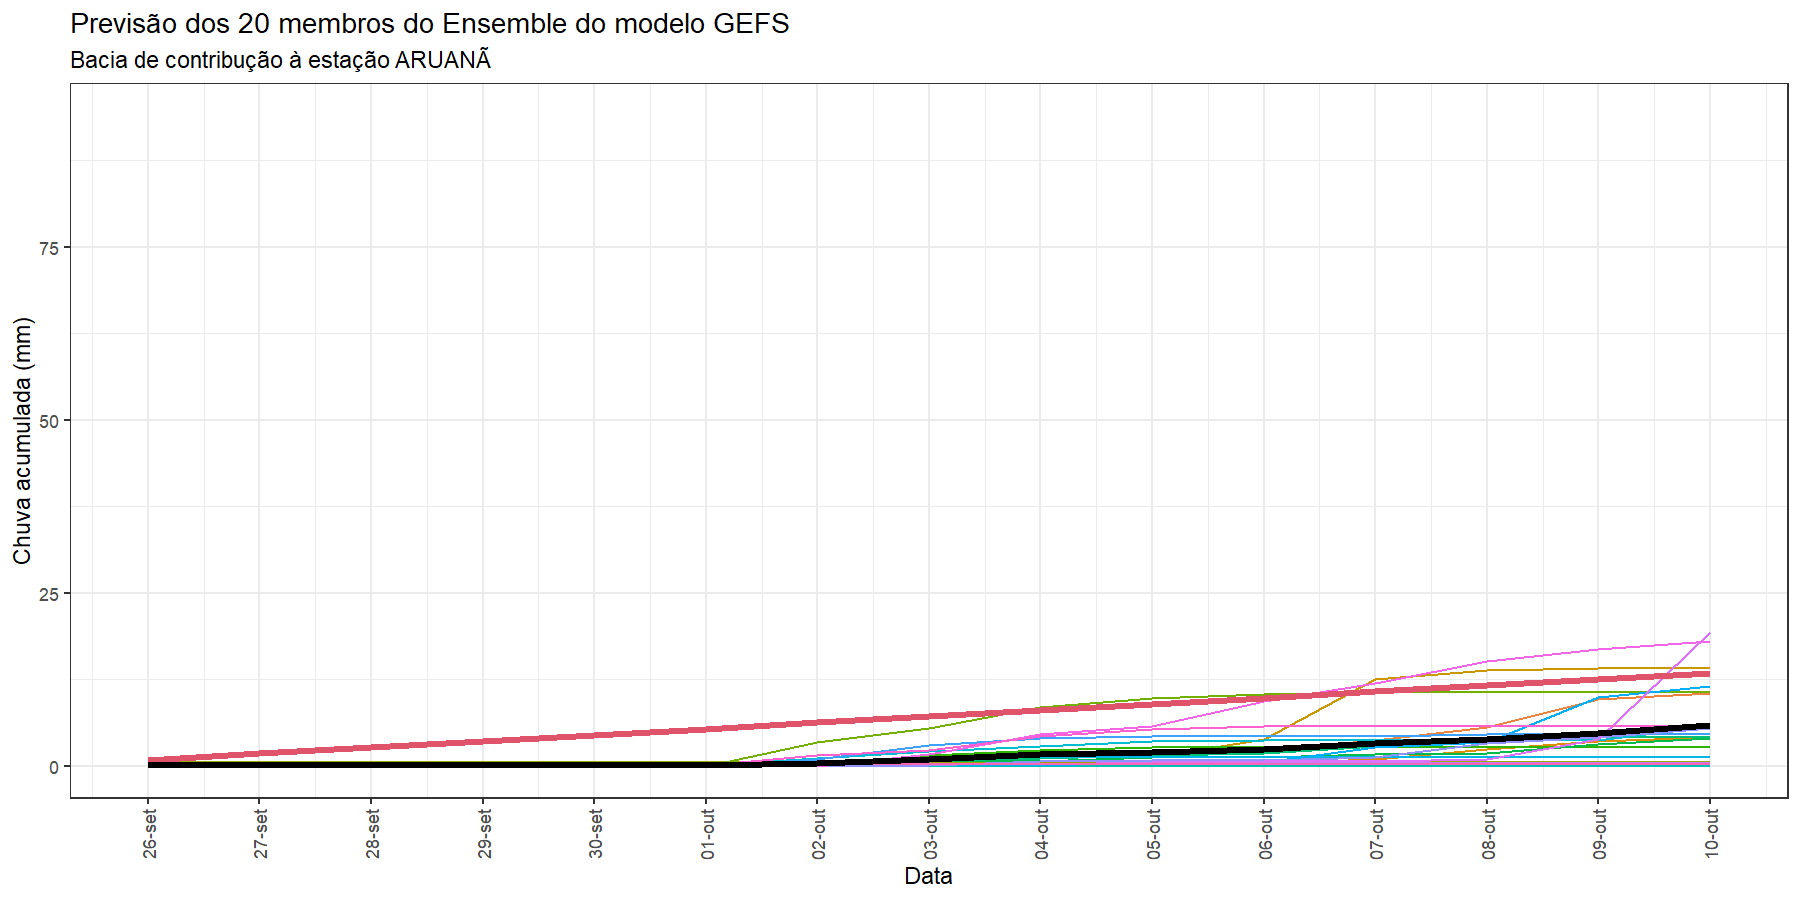 Previsão dos 20 membros do Ensemble do modelo GEFS
Bacia de contribução à estação ARUANÃ
Chuva acumulada (mm)
75
50
25
0
26-set
27-set
28-set
29-set
30-set
01-out
02-out
03-out
04-out
05-out
06-out
07-out
08-out
09-out
10-out
Data